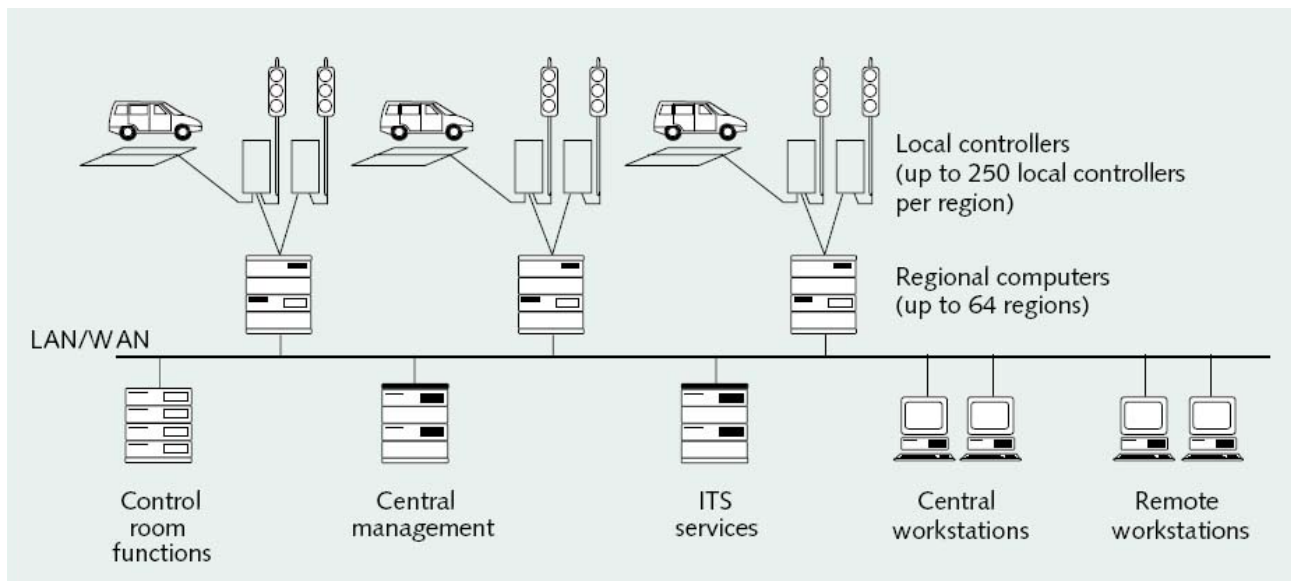 Local controllers
(up to 250 local controllers
per region)
Regional computers
(up to 64 regions)
LAN/WAN
Control
room
functions
Central
management
ITS
services
Central
workstations
Remote
workstations